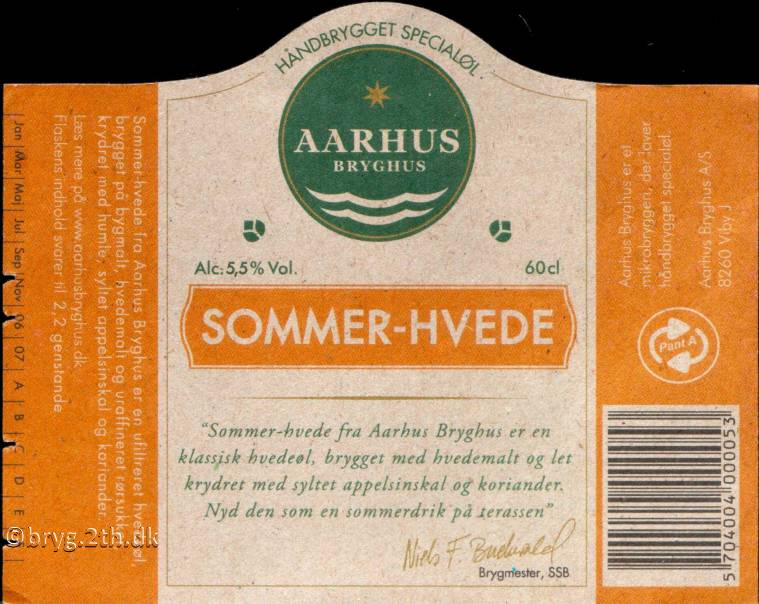 HÅNDBRYGGET SPECIALØL
AARHUS
BRYGHUS
Alc: 5,5% Vol.
60 cl
SOMMER-HVEDE
"Sommer-hvede fra Aarhus Bryghus er en
klassisk hvedeøl, brygget med hvedemalt og let
krydret med syltet appelsinskal og koriander.
Nyd den som en sommerdrik på terassen"
Niels F. Buchwald
Brygmester, SSB
Sommer-hvede fra Aarhus Bryghus er en ufiltreret hvedeøl,
brygget på bygmalt, hvedemalt og uraffineret rørsukker
krydret med humle, syltet appelsinskal og koriander.
Læs mere på www.aarhusbryghus.dk
Flaskens indhold svarer til 2,2 genstande
Jan Mar Maj Jul Sep Nov 06 07 A B C D E
Aarhus Bryghus er et
mikrobryggeri, der laver
håndbrygget specialøl.
Aarhus Bryghus A/S
8260 Viby J
Pant A
5 704004 000053
©bryg.2th.dk